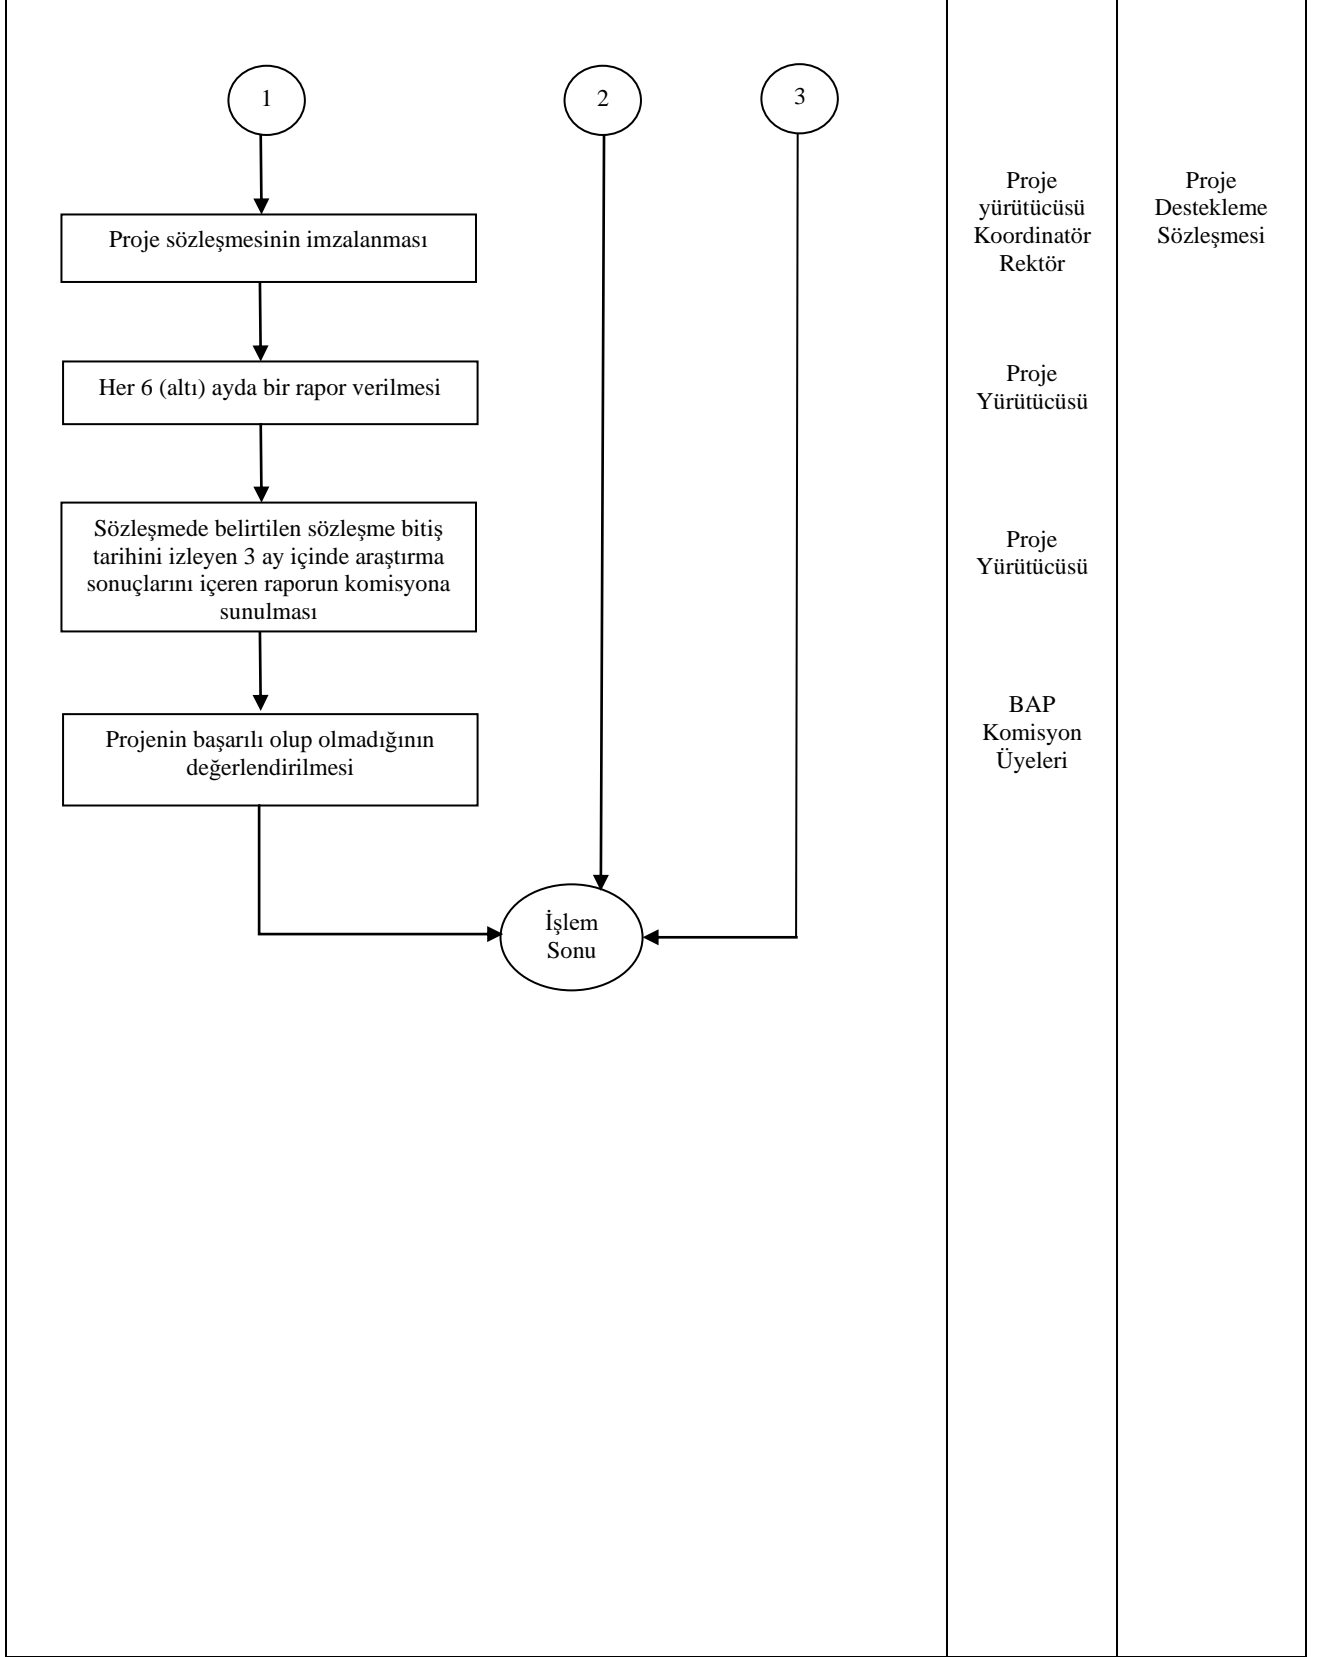 1
2
3
Proje sözleşmesinin imzalanması
Proje
yürütücüsü
Koordinatör
Rektör
Proje
Destekleme
Sözleşmesi
Her 6 (altı) ayda bir rapor verilmesi
Proje
Yürütücüsü
Sözleşmede belirtilen sözleşme bitiş
tarihini izleyen 3 ay içinde araştırma
sonuçlarını içeren raporun komisyona
sunulması
Proje
Yürütücüsü
Projenin başarılı olup olmadığının
değerlendirilmesi
BAP
Komisyon
Üyeleri
İşlem
Sonu